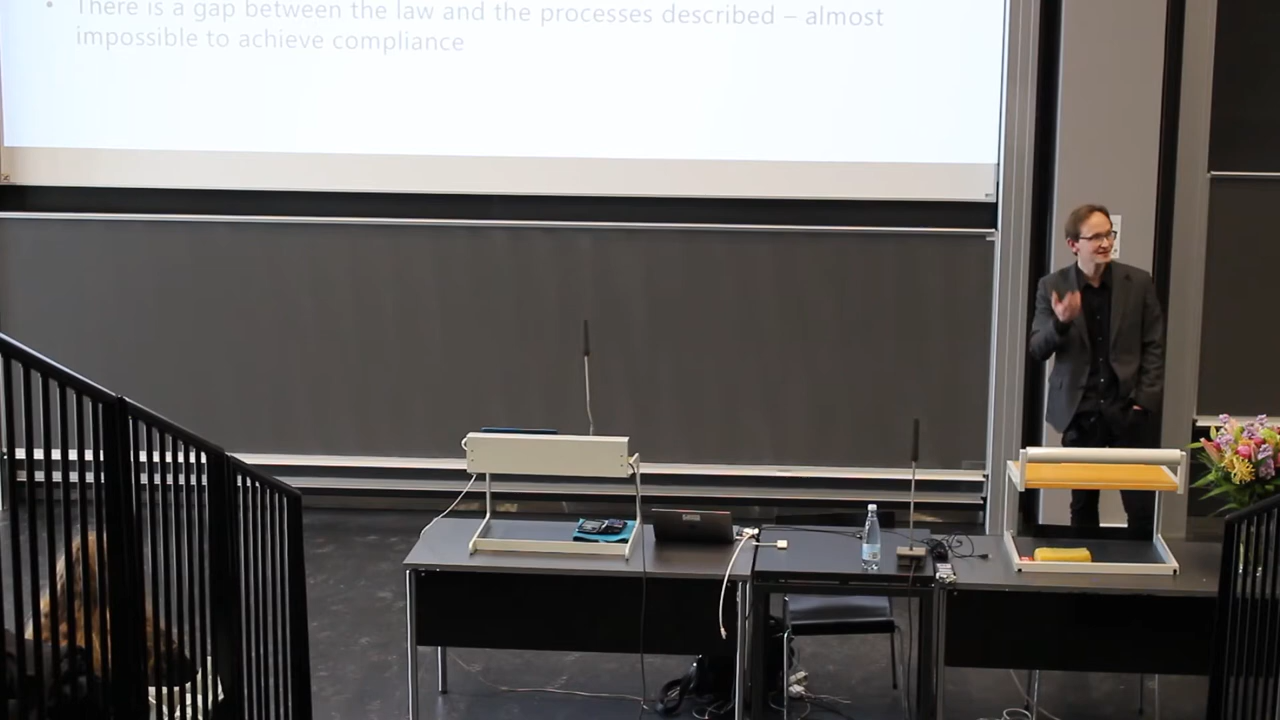 • There is a gap between the law and the processes described – almost
impossible to achieve compliance